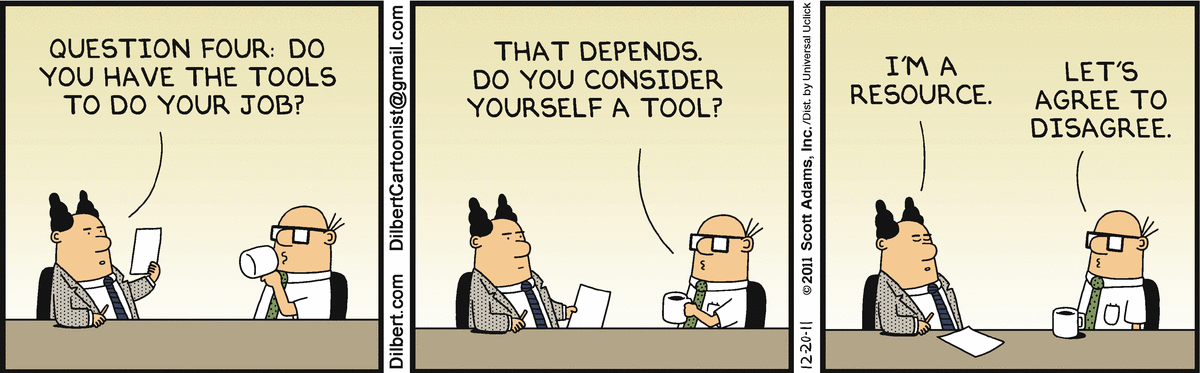 QUESTION FOUR: DO
YOU HAVE THE TOOLS
TO DO YOUR JOB?
Dilbert.com DilbertCartoonist@gmail.com
THAT DEPENDS.
DO YOU CONSIDER
YOURSELF A TOOL?
12-20-11 ©2011 Scott Adams, Inc. /Dist. by Universal Uclick
I'M A
RESOURCE.
LET'S
AGREE TO
DISAGREE.